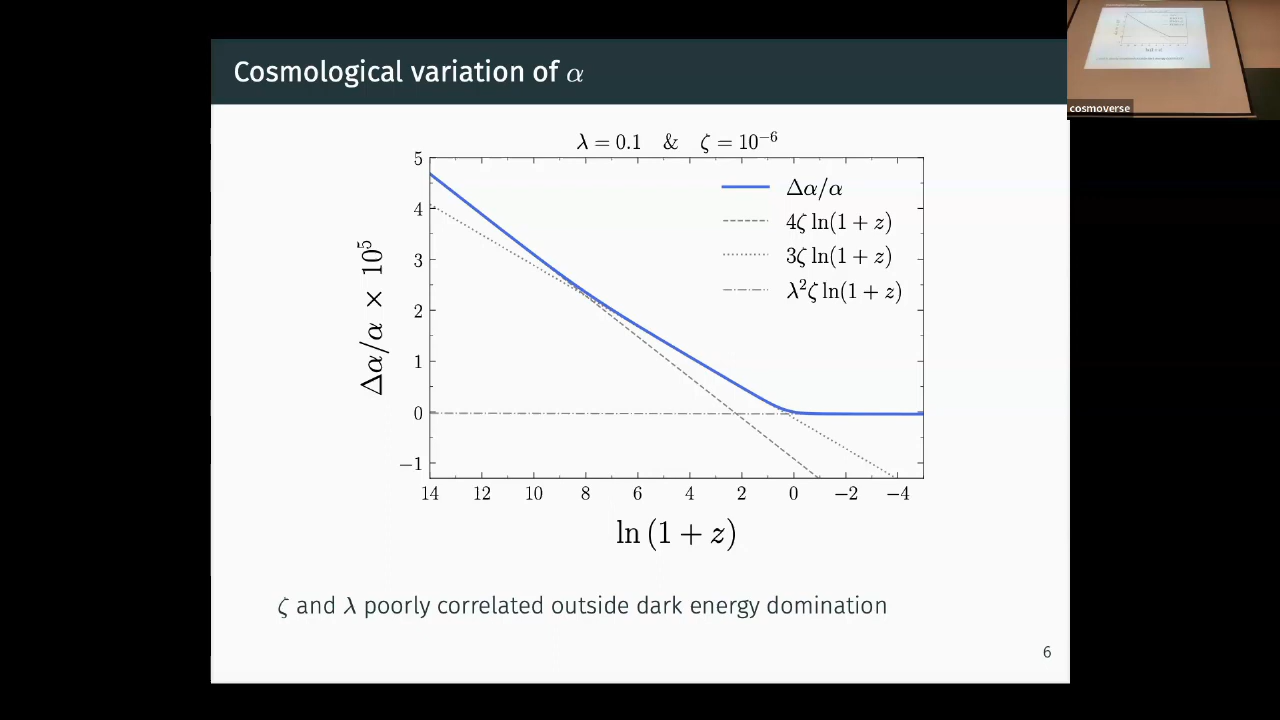 Cosmological variation of α
cosmoverse
λ = 0.1 & ζ = 10⁻⁶
Δα/α × 10⁵
5
4
3
2
1
0
−1
Δα/α
4ζ ln(1 + z)
3ζ ln(1 + z)
λ²ζ ln(1 + z)
14 12 10 8 6 4 2 0 −2 −4
ln (1 + z)
ζ and λ poorly correlated outside dark energy domination
6